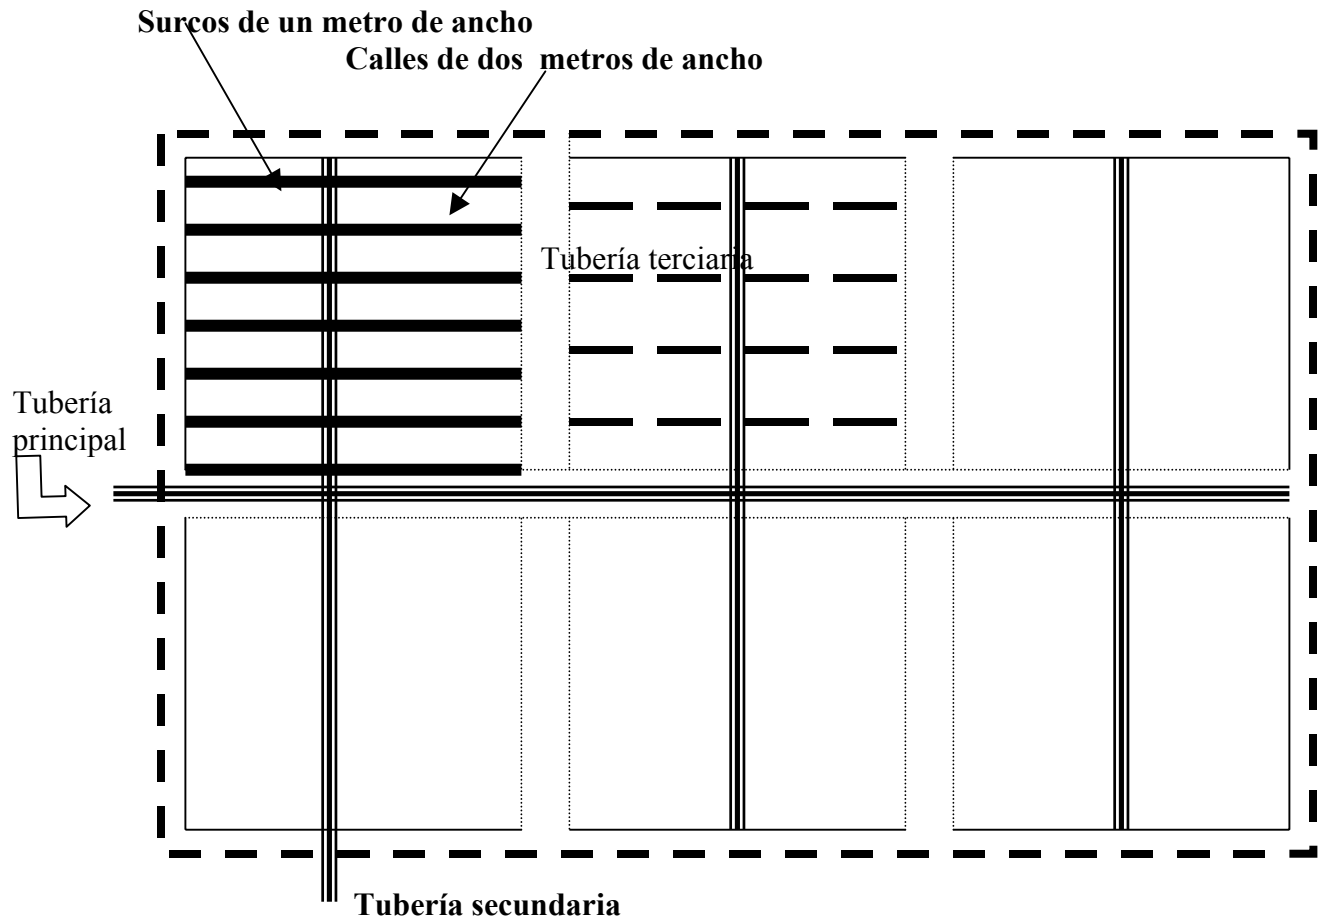 Surcos de un metro de ancho
Calles de dos metros de ancho
Tubería terciaria
Tubería
principal
Tubería secundaria